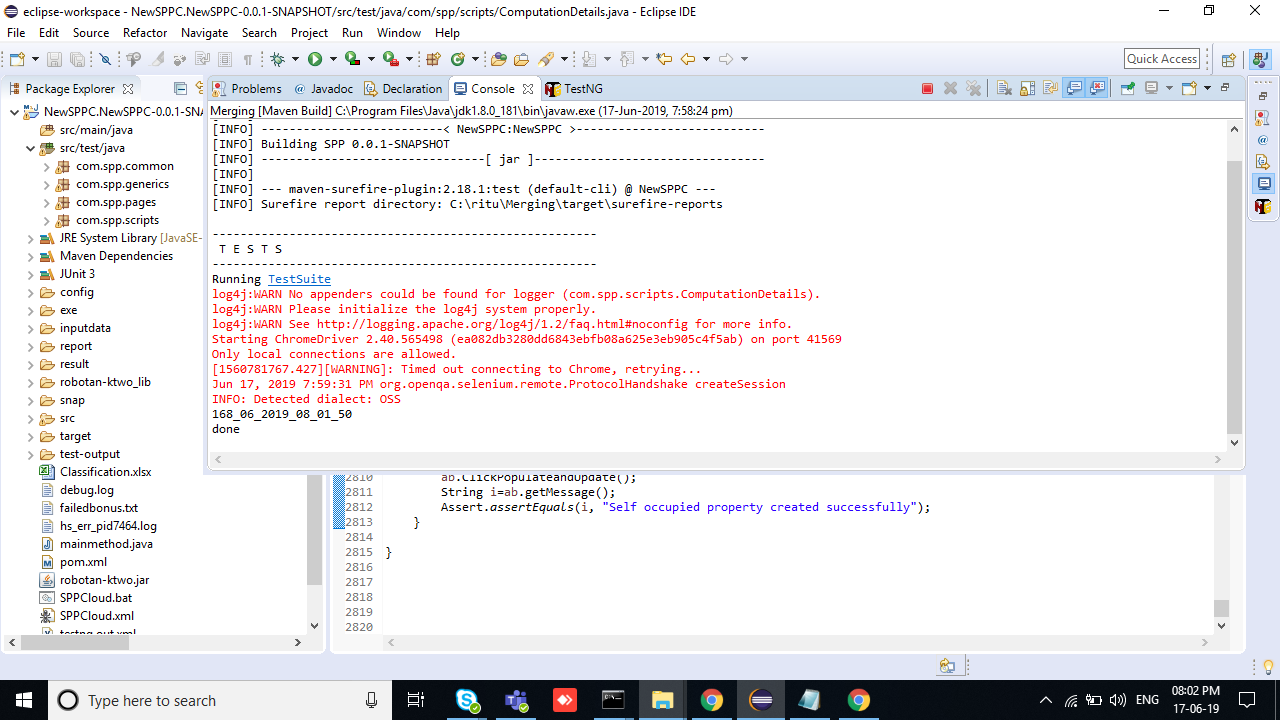 eclipse-workspace - NewSPPC.NewSPPC-0.0.1-SNAPSHOT/src/test/java/com/spp/scripts/ComputationDetails.java - Eclipse IDE
File Edit Source Refactor Navigate Search Project Run Window Help
Quick Access
Package Explorer
NewSPPC.NewSPPC-0.0.1-SNA
src/main/java
src/test/java
com.spp.common
com.spp.generics
com.spp.pages
com.spp.scripts
JRE System Library [JavaSE-
Maven Dependencies
JUnit 3
config
exe
inputdata
report
result
robotan-ktwo_lib
snap
src
target
test-output
Classification.xlsx
debug.log
failedbonus.txt
hs_err_pid7464.log
mainmethod.java
pom.xml
robotan-ktwo.jar
SPPCloud.bat
SPPCloud.xml
testng out.xml
Problems @ Javadoc Declaration Console TestNG
Merging [Maven Build] C:\Program Files\Java\jdk1.8.0_181\bin\javaw.exe (17-Jun-2019, 7:58:24 pm)
[INFO] --------------------------< NewSPPC:NewSPPC >---------------------------
[INFO] Building SPP 0.0.1-SNAPSHOT
[INFO] --------------------------------[ jar ]---------------------------------
[INFO]
[INFO] --- maven-surefire-plugin:2.18.1:test (default-cli) @ NewSPPC ---
[INFO] Surefire report directory: C:\ritu\Merging\target\surefire-reports
-------------------------------------------------------
T E S T S
-------------------------------------------------------
Running TestSuite
log4j:WARN No appenders could be found for logger (com.spp.scripts.ComputationDetails).
log4j:WARN Please initialize the log4j system properly.
log4j:WARN See http://logging.apache.org/log4j/1.2/faq.html#noconfig for more info.
Starting ChromeDriver 2.40.565498 (ea082db3280dd6843ebfb08a625e3eb905c4f5ab) on port 41569
Only local connections are allowed.
[1560781767.427][WARNING]: Timed out connecting to Chrome, retrying...
Jun 17, 2019 7:59:31 PM org.openqa.selenium.remote.ProtocolHandshake createSession
INFO: Detected dialect: OSS
168_06_2019_08_01_50
done
2810 ab.ClickPopulateandUpdate();
2811 String i=ab.getMessage();
2812 Assert.assertEquals(i, "Self occupied property created successfully");
2813 }
2814
2815 }
2816
2817
2818
2819
2820
Type here to search
ENG
08:02 PM
17-06-19